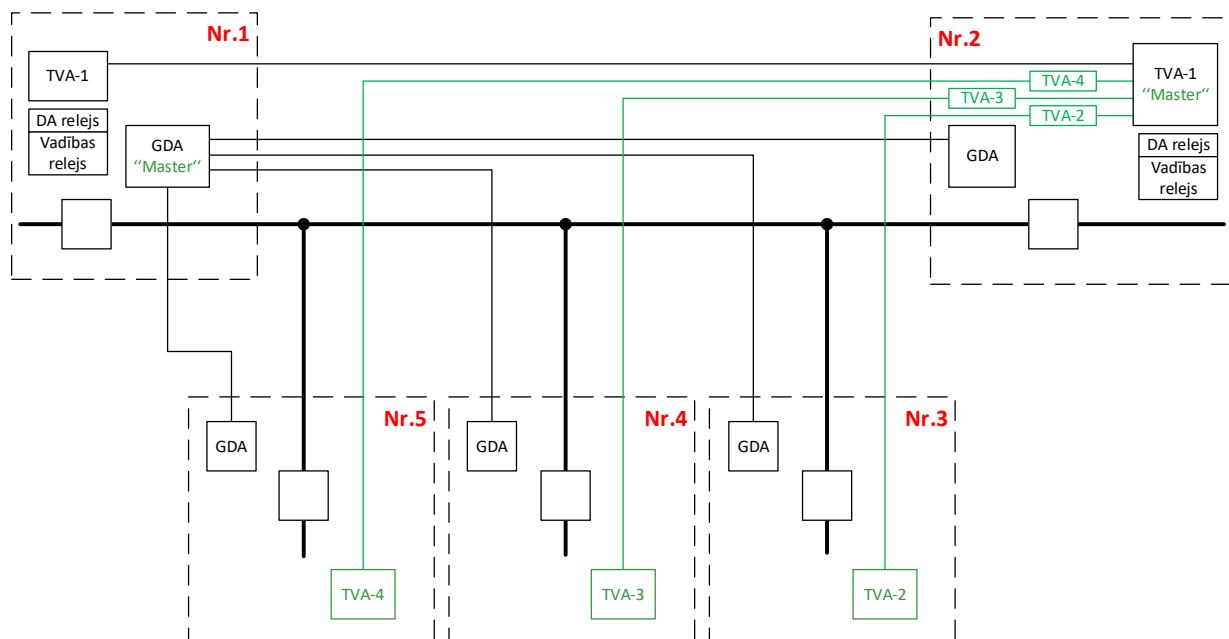 Nr.1
TVA-1
DA relejs
Vadības
relejs
GDA
“Master“
Nr.2
TVA-4
TVA-3
TVA-2
TVA-1
“Master“
GDA
DA relejs
Vadības
relejs
Nr.5
GDA
TVA-4
Nr.4
GDA
TVA-3
Nr.3
GDA
TVA-2